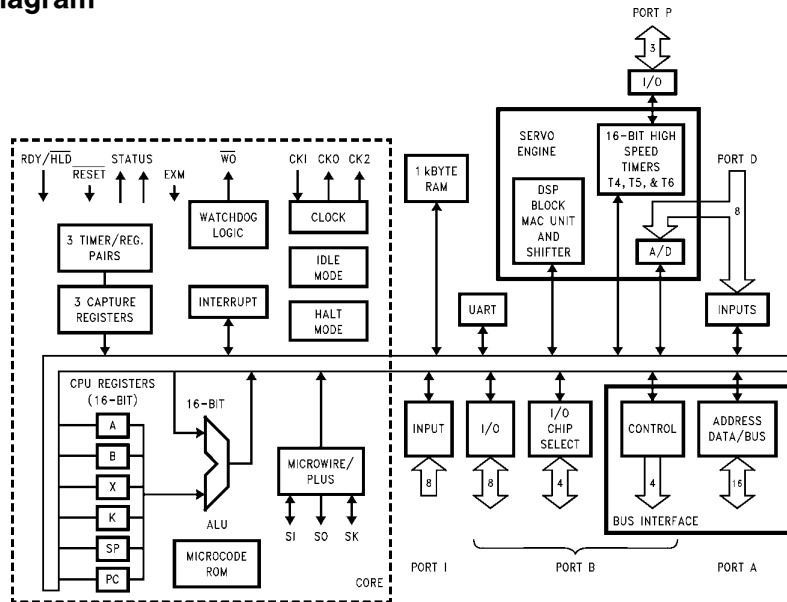 agram
PORT P
3
I/O
SERVO
ENGINE
16-BIT HIGH
SPEED
TIMERS
T4, T5, & T6
DSP
BLOCK
MAC UNIT
AND
SHIFTER
A/D
PORT D
8
INPUTS
1 kBYTE
RAM
UART
RDY/HLD
RESET
STATUS
EXM
WO
CKI
CKO
CK2
3 TIMER/REG.
PAIRS
WATCHDOG
LOGIC
CLOCK
IDLE
MODE
3 CAPTURE
REGISTERS
INTERRUPT
HALT
MODE
CPU REGISTERS
(16-BIT)
A
B
X
K
SP
PC
16-BIT
ALU
MICROCODE
ROM
MICROWIRE/
PLUS
SI
SO
SK
CORE
INPUT
8
I/O
8
I/O
CHIP
SELECT
4
CONTROL
4
ADDRESS
DATA/BUS
16
BUS INTERFACE
PORT I
PORT B
PORT A